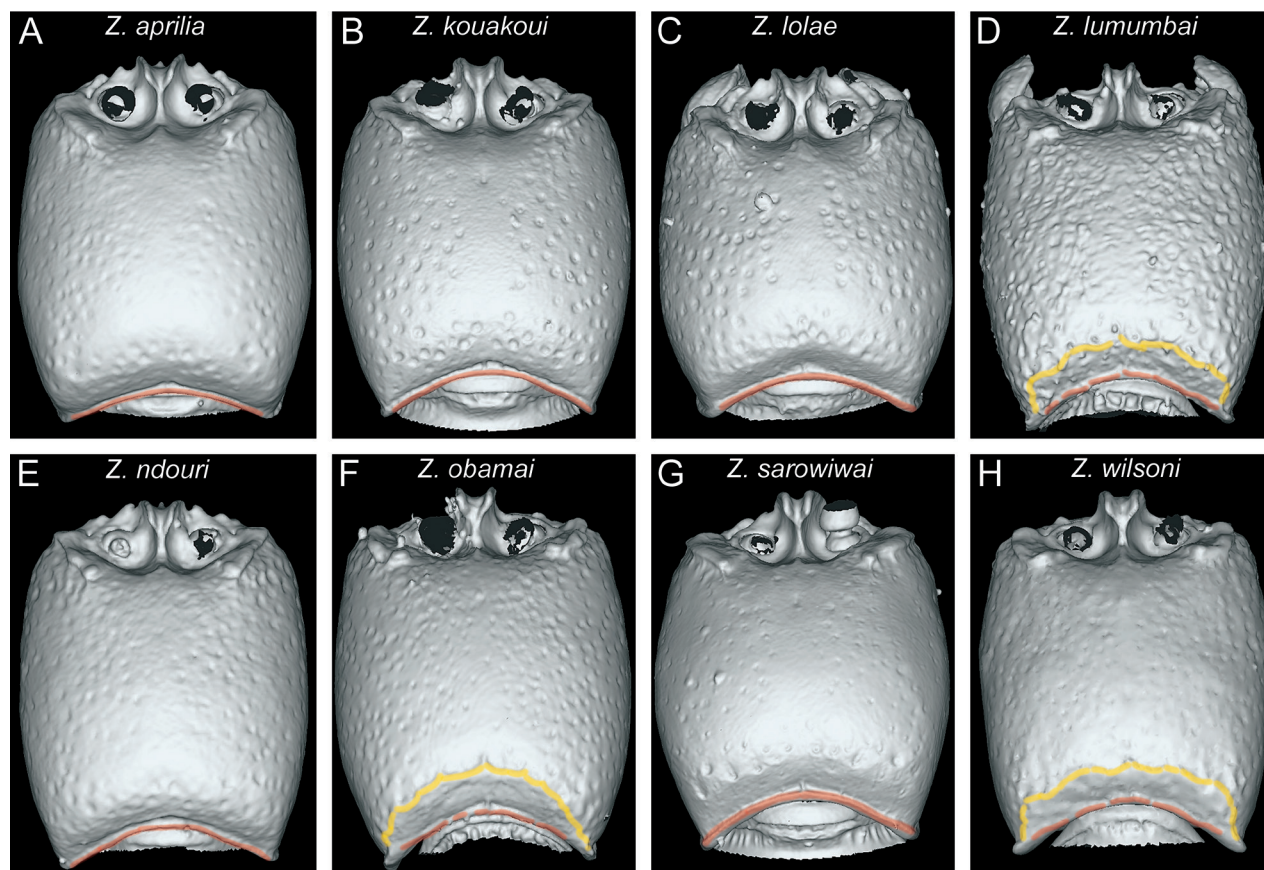 A Z. aprilia
B Z. kouakoui
C Z. lolae
D Z. lumumbai
E Z. ndouri
F Z. obamai
G Z. sarowiwai
H Z. wilsoni